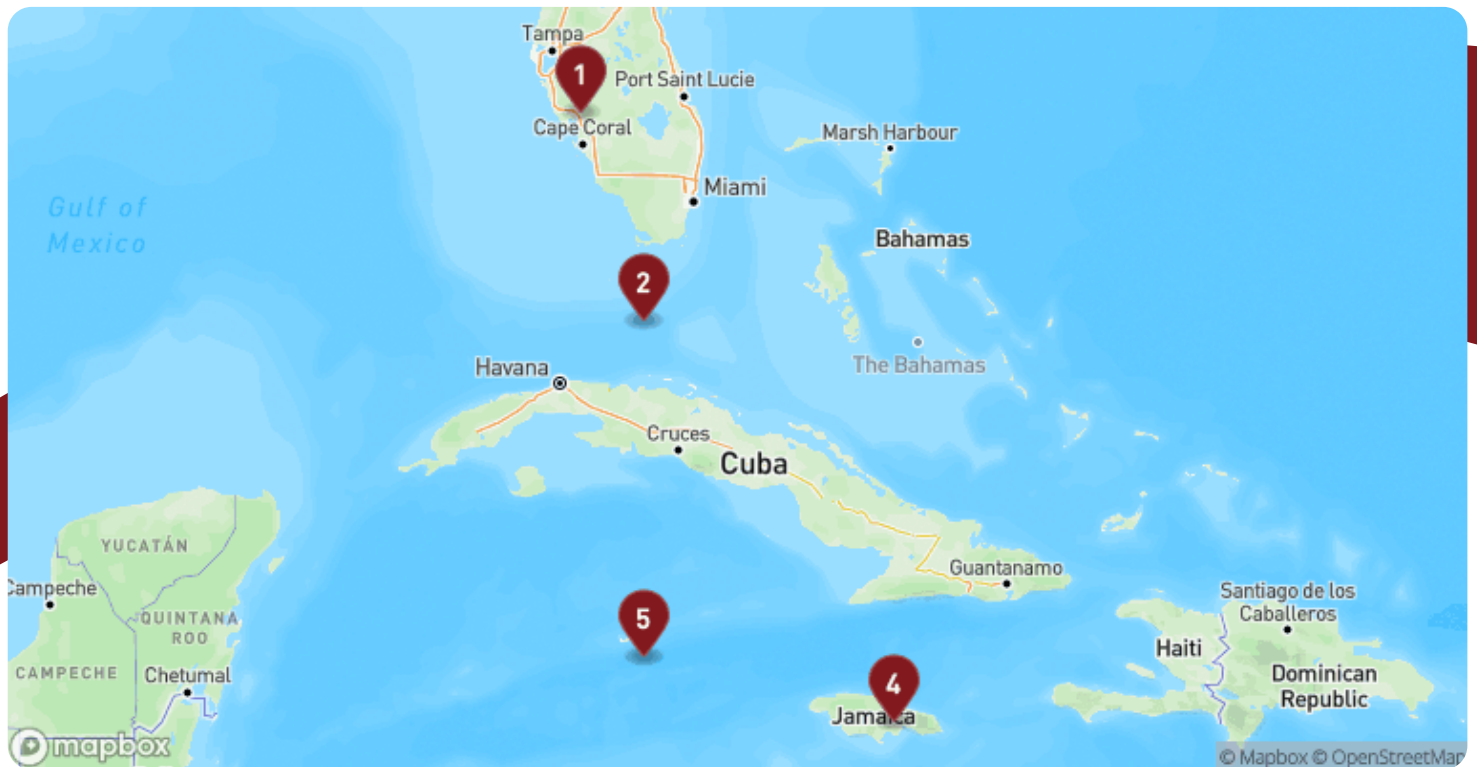 Tampa
1
Port Saint Lucie
Cape Coral
Marsh Harbour
Miami
Gulf of
Mexico
Bahamas
2
Havana
The Bahamas
Cruces
Cuba
YUCATÁN
Guantanamo
Campeche
Santiago de los
Caballeros
QUINTANA
ROO
5
Haiti
CAMPECHE
Chetumal
4
Dominican
Republic
Jamaica
mapbox
© Mapbox © OpenStreetMap